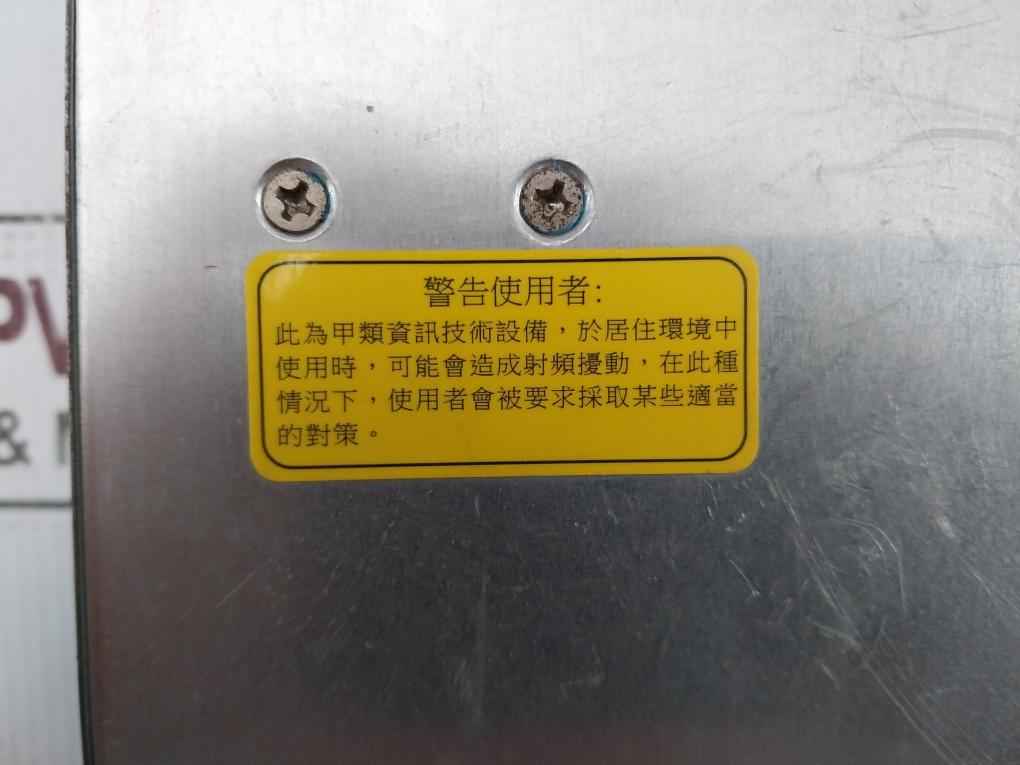 警告使用者:
此為甲類資訊技術設備，於居住環境中
使用時，可能會造成射頻擾動，在此種
情況下，使用者會被要求採取某些適當
的對策。
PV
&